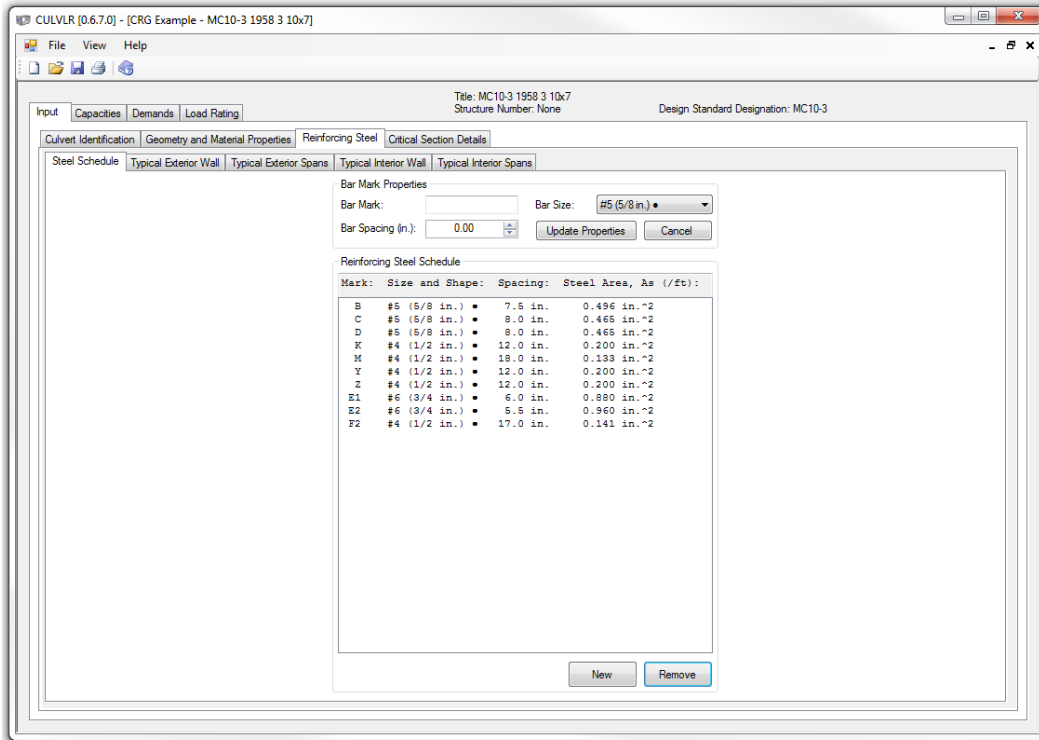 CULVLR [0.6.7.0] - [CRG Example - MC10-3 1958 3 10x7]
File View Help
Title: MC10-3 1958 3 10x7
Structure Number: None
Design Standard Designation: MC10-3
Input Capacities Demands Load Rating
Culvert Identification Geometry and Material Properties Reinforcing Steel Critical Section Details
Steel Schedule Typical Exterior Wall Typical Exterior Spans Typical Interior Wall Typical Interior Spans
Bar Mark Properties
Bar Mark: Bar Size: #5 (5/8 in.) ●
Bar Spacing (in.): 0.00 Update Properties Cancel
Reinforcing Steel Schedule
Mark: Size and Shape: Spacing: Steel Area, As (/ft):
B #5 (5/8 in.) ● 7.5 in. 0.496 in.^2
C #5 (5/8 in.) ● 8.0 in. 0.465 in.^2
D #5 (5/8 in.) ● 8.0 in. 0.465 in.^2
K #4 (1/2 in.) ● 12.0 in. 0.200 in.^2
M #4 (1/2 in.) ● 18.0 in. 0.133 in.^2
Y #4 (1/2 in.) ● 12.0 in. 0.200 in.^2
Z #4 (1/2 in.) ● 12.0 in. 0.200 in.^2
E1 #6 (3/4 in.) ● 6.0 in. 0.880 in.^2
E2 #6 (3/4 in.) ● 5.5 in. 0.960 in.^2
F2 #4 (1/2 in.) ● 17.0 in. 0.141 in.^2
New Remove